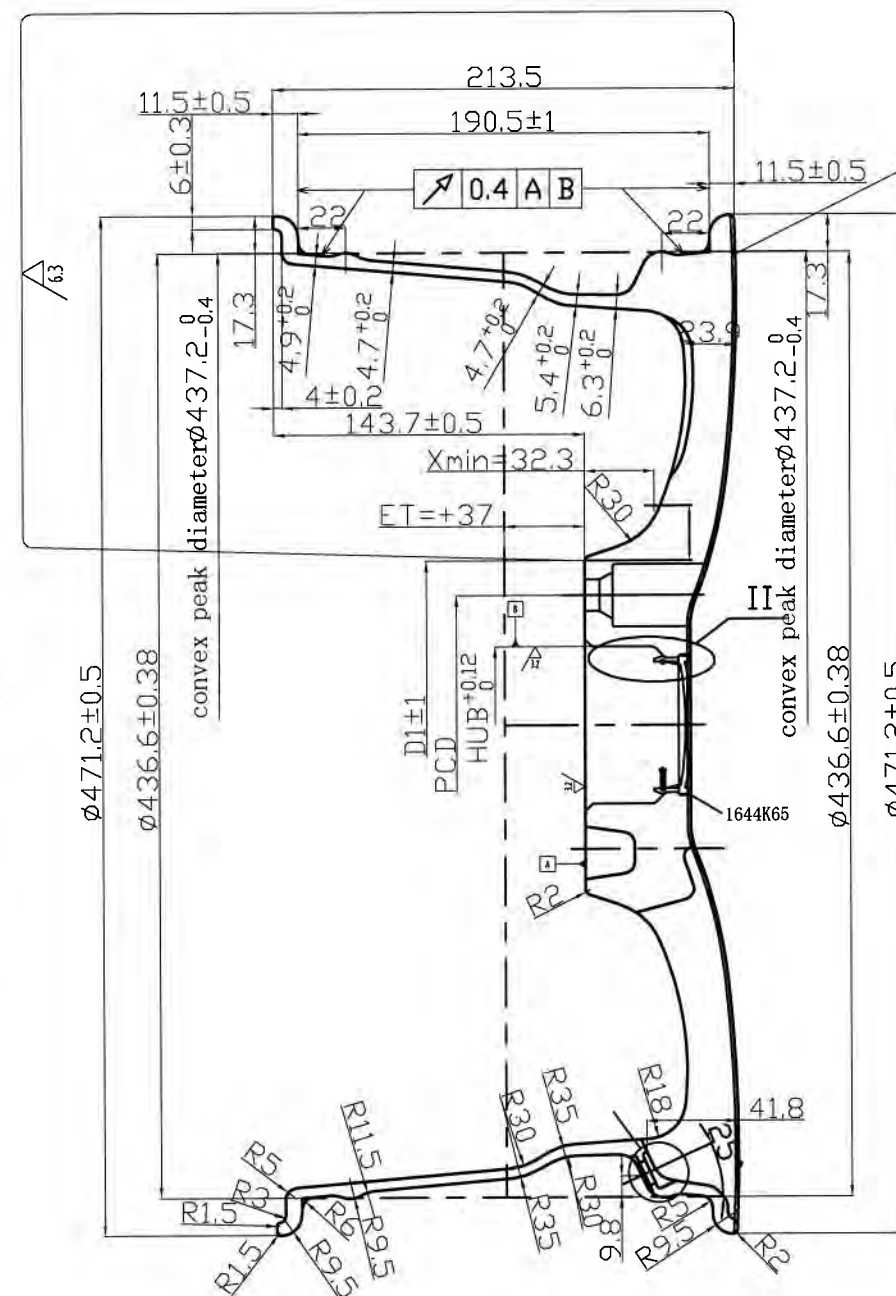 213.5
11.5±0.5
190.5±1
6±0.3
11.5±0.5
0.4 A B
22
22
6.3
17.3
17.3
4.9 +0.2 0
4.7 +0.2 0
4.7 +0.2 0
5.4 +0.2 0
6.3 +0.2 0
23.9
4±0.2
143.7±0.5
Xmin=32.3
R30
ET=+37
convex peak diameterØ437.2 0 -0.4
convex peak diameterØ437.2 0 -0.4
II
B
32
D1±1
PCD
HUB +0.12 0
32
Ø471.2±0.5
Ø436.6±0.38
Ø436.6±0.38
Ø471.2±0.5
1644K65
A
R2
R18
41.8
R35
R30
25
R11.5
R5
R3
R1.5
R6
R9.5
R35
R30
9.8
R9.5
R2
R1.5
R9.5